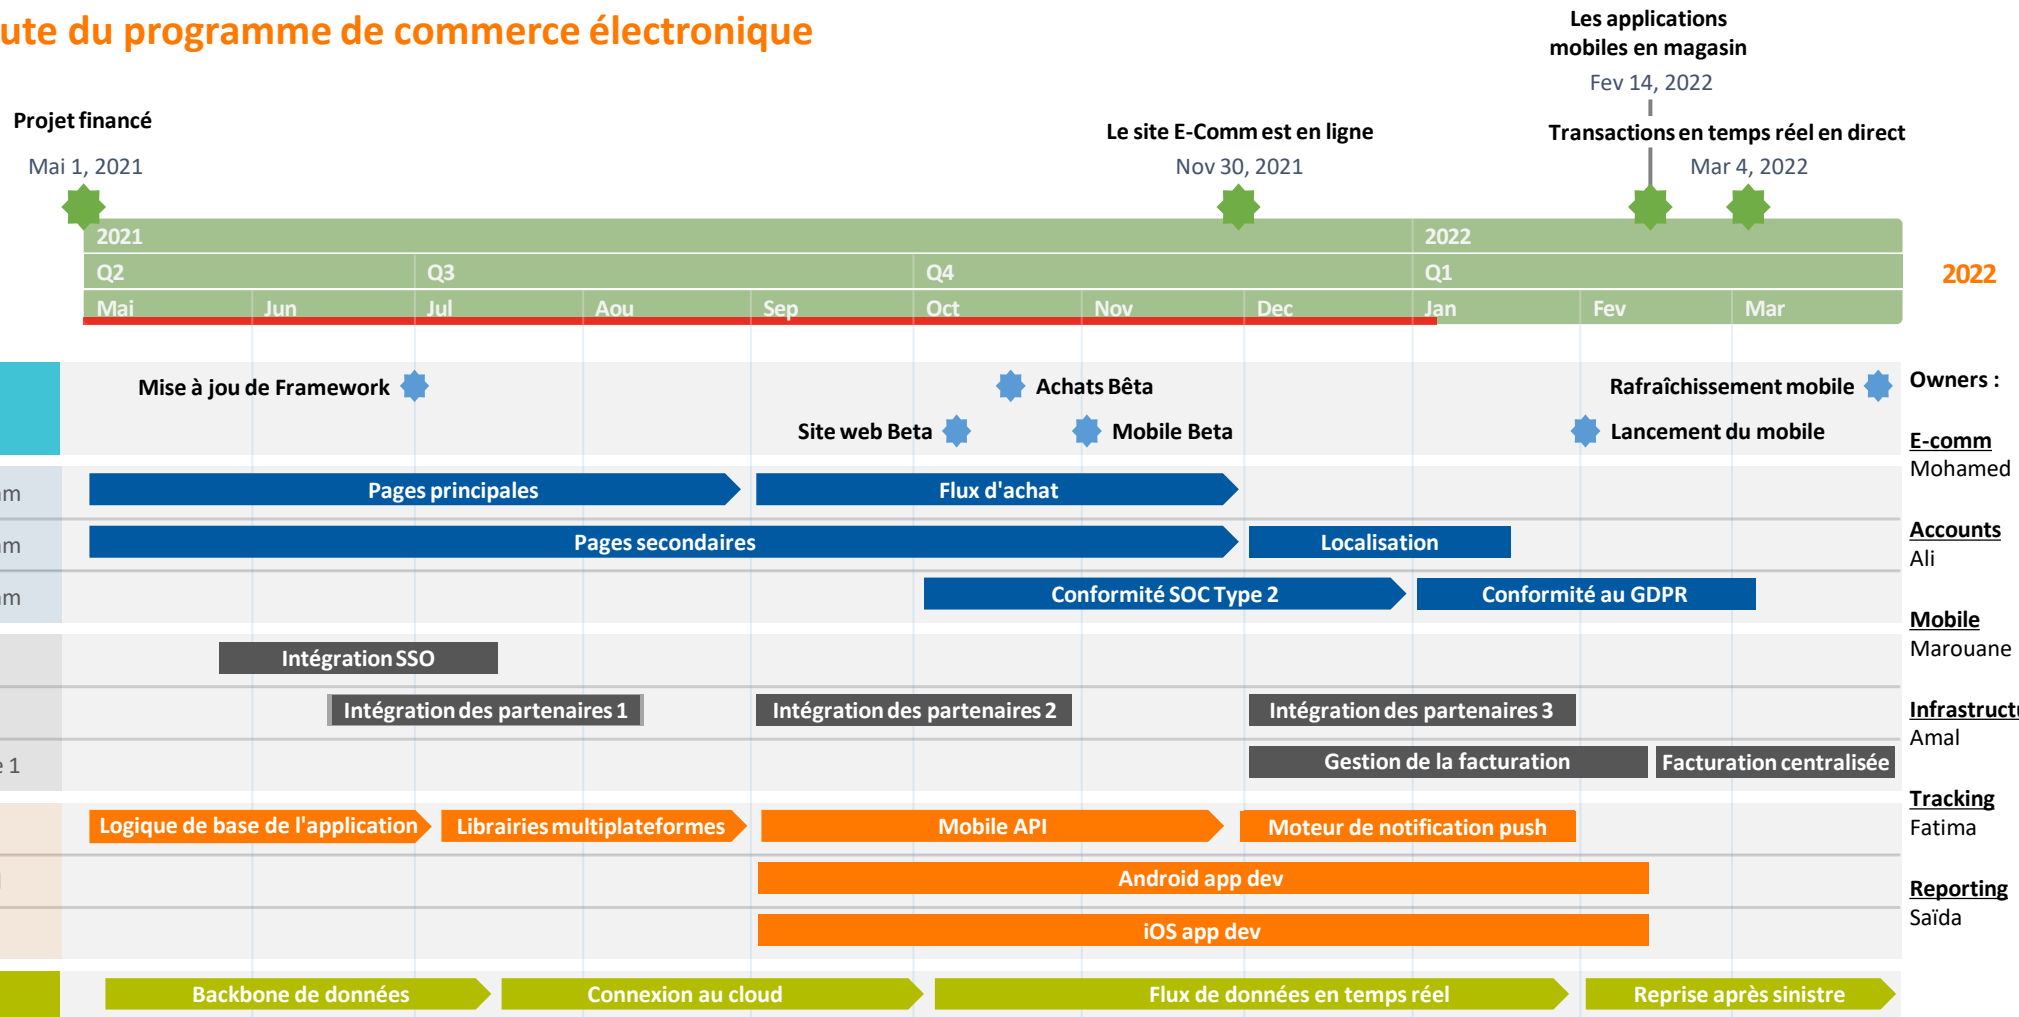 ute du programme de commerce électronique
Les applications
mobiles en magasin
Fev 14, 2022
Projet financé
Mai 1, 2021
Le site E-Comm est en ligne
Nov 30, 2021
Transactions en temps réel en direct
Mar 4, 2022
2021
2022
Q2
Q3
Q4
Q1
2022
Mai
Jun
Jul
Aou
Sep
Oct
Nov
Dec
Jan
Fev
Mar
Mise à jou de Framework
Achats Bêta
Rafraîchissement mobile
Site web Beta
Mobile Beta
Lancement du mobile
am
Pages principales
Flux d'achat
am
Pages secondaires
Localisation
am
Conformité SOC Type 2
Conformité au GDPR
Intégration SSO
Intégration des partenaires 1
Intégration des partenaires 2
Intégration des partenaires 3
e 1
Gestion de la facturation
Facturation centralisée
Logique de base de l'application
Librairies multiplateformes
Mobile API
Moteur de notification push
Android app dev
iOS app dev
Backbone de données
Connexion au cloud
Flux de données en temps réel
Reprise après sinistre
Owners :
E-comm
Mohamed
Accounts
Ali
Mobile
Marouane
Infrastructu
Amal
Tracking
Fatima
Reporting
Saïda